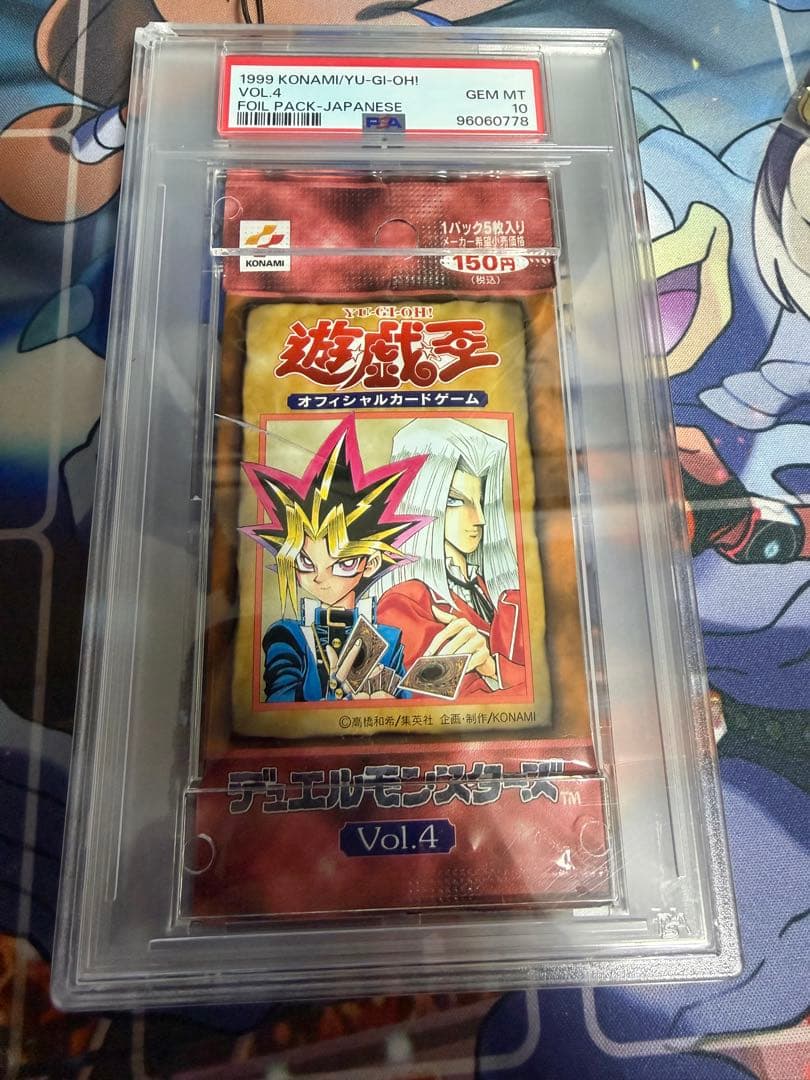 1999 KONAMI/YU-GI-OH!
VOL.4
FOIL PACK-JAPANESE
GEM MT
10
96060778
PSA
KONAMI
1パック5枚入り
メーカー希望小売価格
150円
(税込)
YU-GI-OH!
遊☆戯☆王
オフィシャルカードゲーム
©高橋和希/集英社 企画・制作/KONAMI
デュエルモンスターズ™
Vol.4